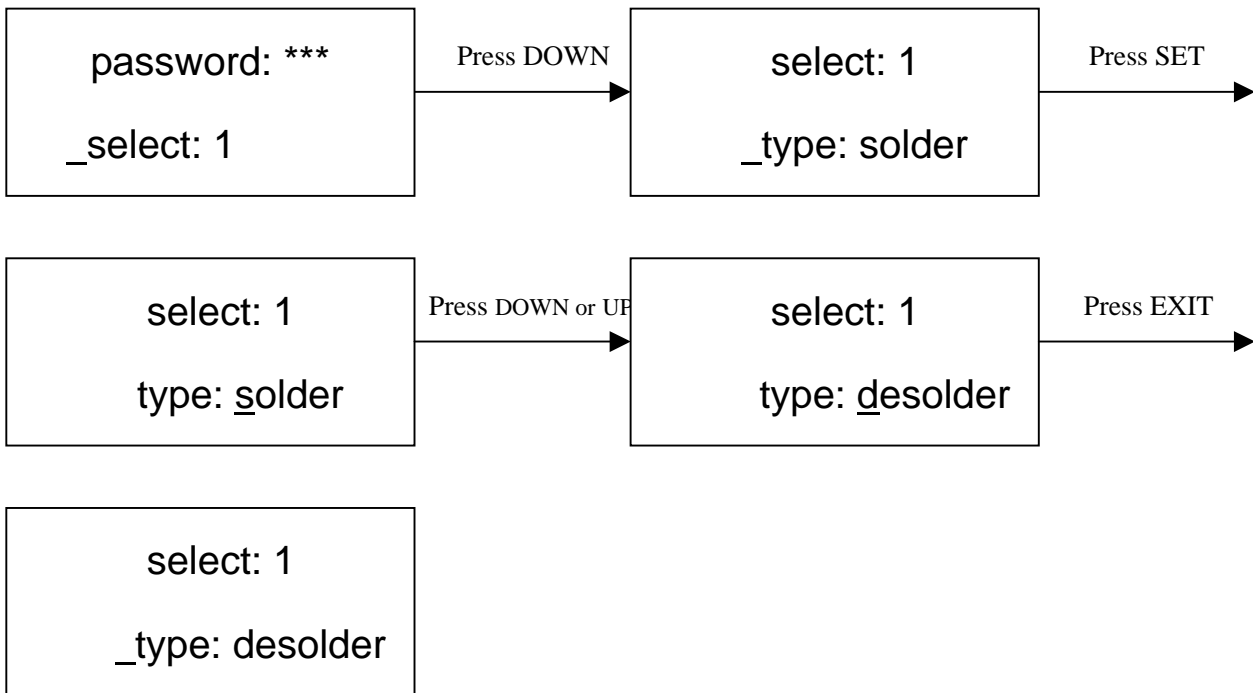 password: ***
_select: 1
Press DOWN
select: 1
_type: solder
Press SET
select: 1
type: solder
Press DOWN or UP
select: 1
type: desolder
Press EXIT
select: 1
_type: desolder